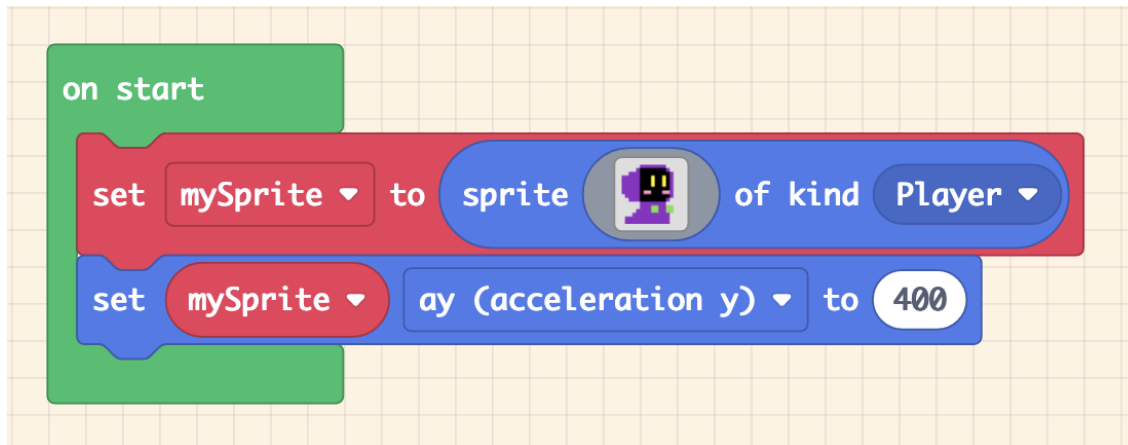 on start
set mySprite to sprite of kind Player
set mySprite ay (acceleration y) to 400